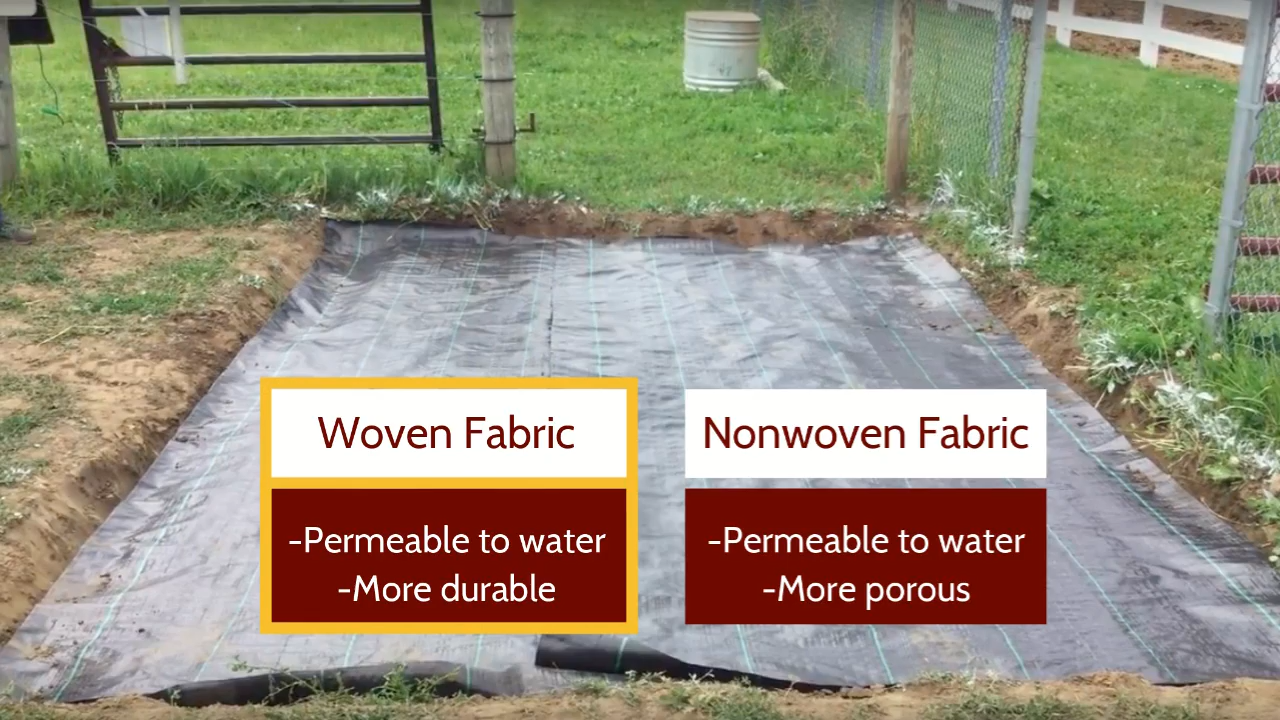 Woven Fabric
-Permeable to water
-More durable
Nonwoven Fabric
-Permeable to water
-More porous